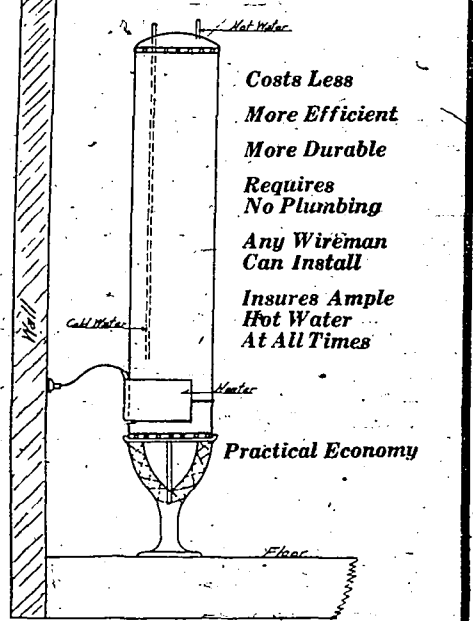 Hot Water
Costs Less
More Efficient
More Durable
Requires
No Plumbing
Any Wireman
Can Install
Insures Ample
Hot Water
At All Times
Wall
Cold Water
Heater
Practical Economy
Floor